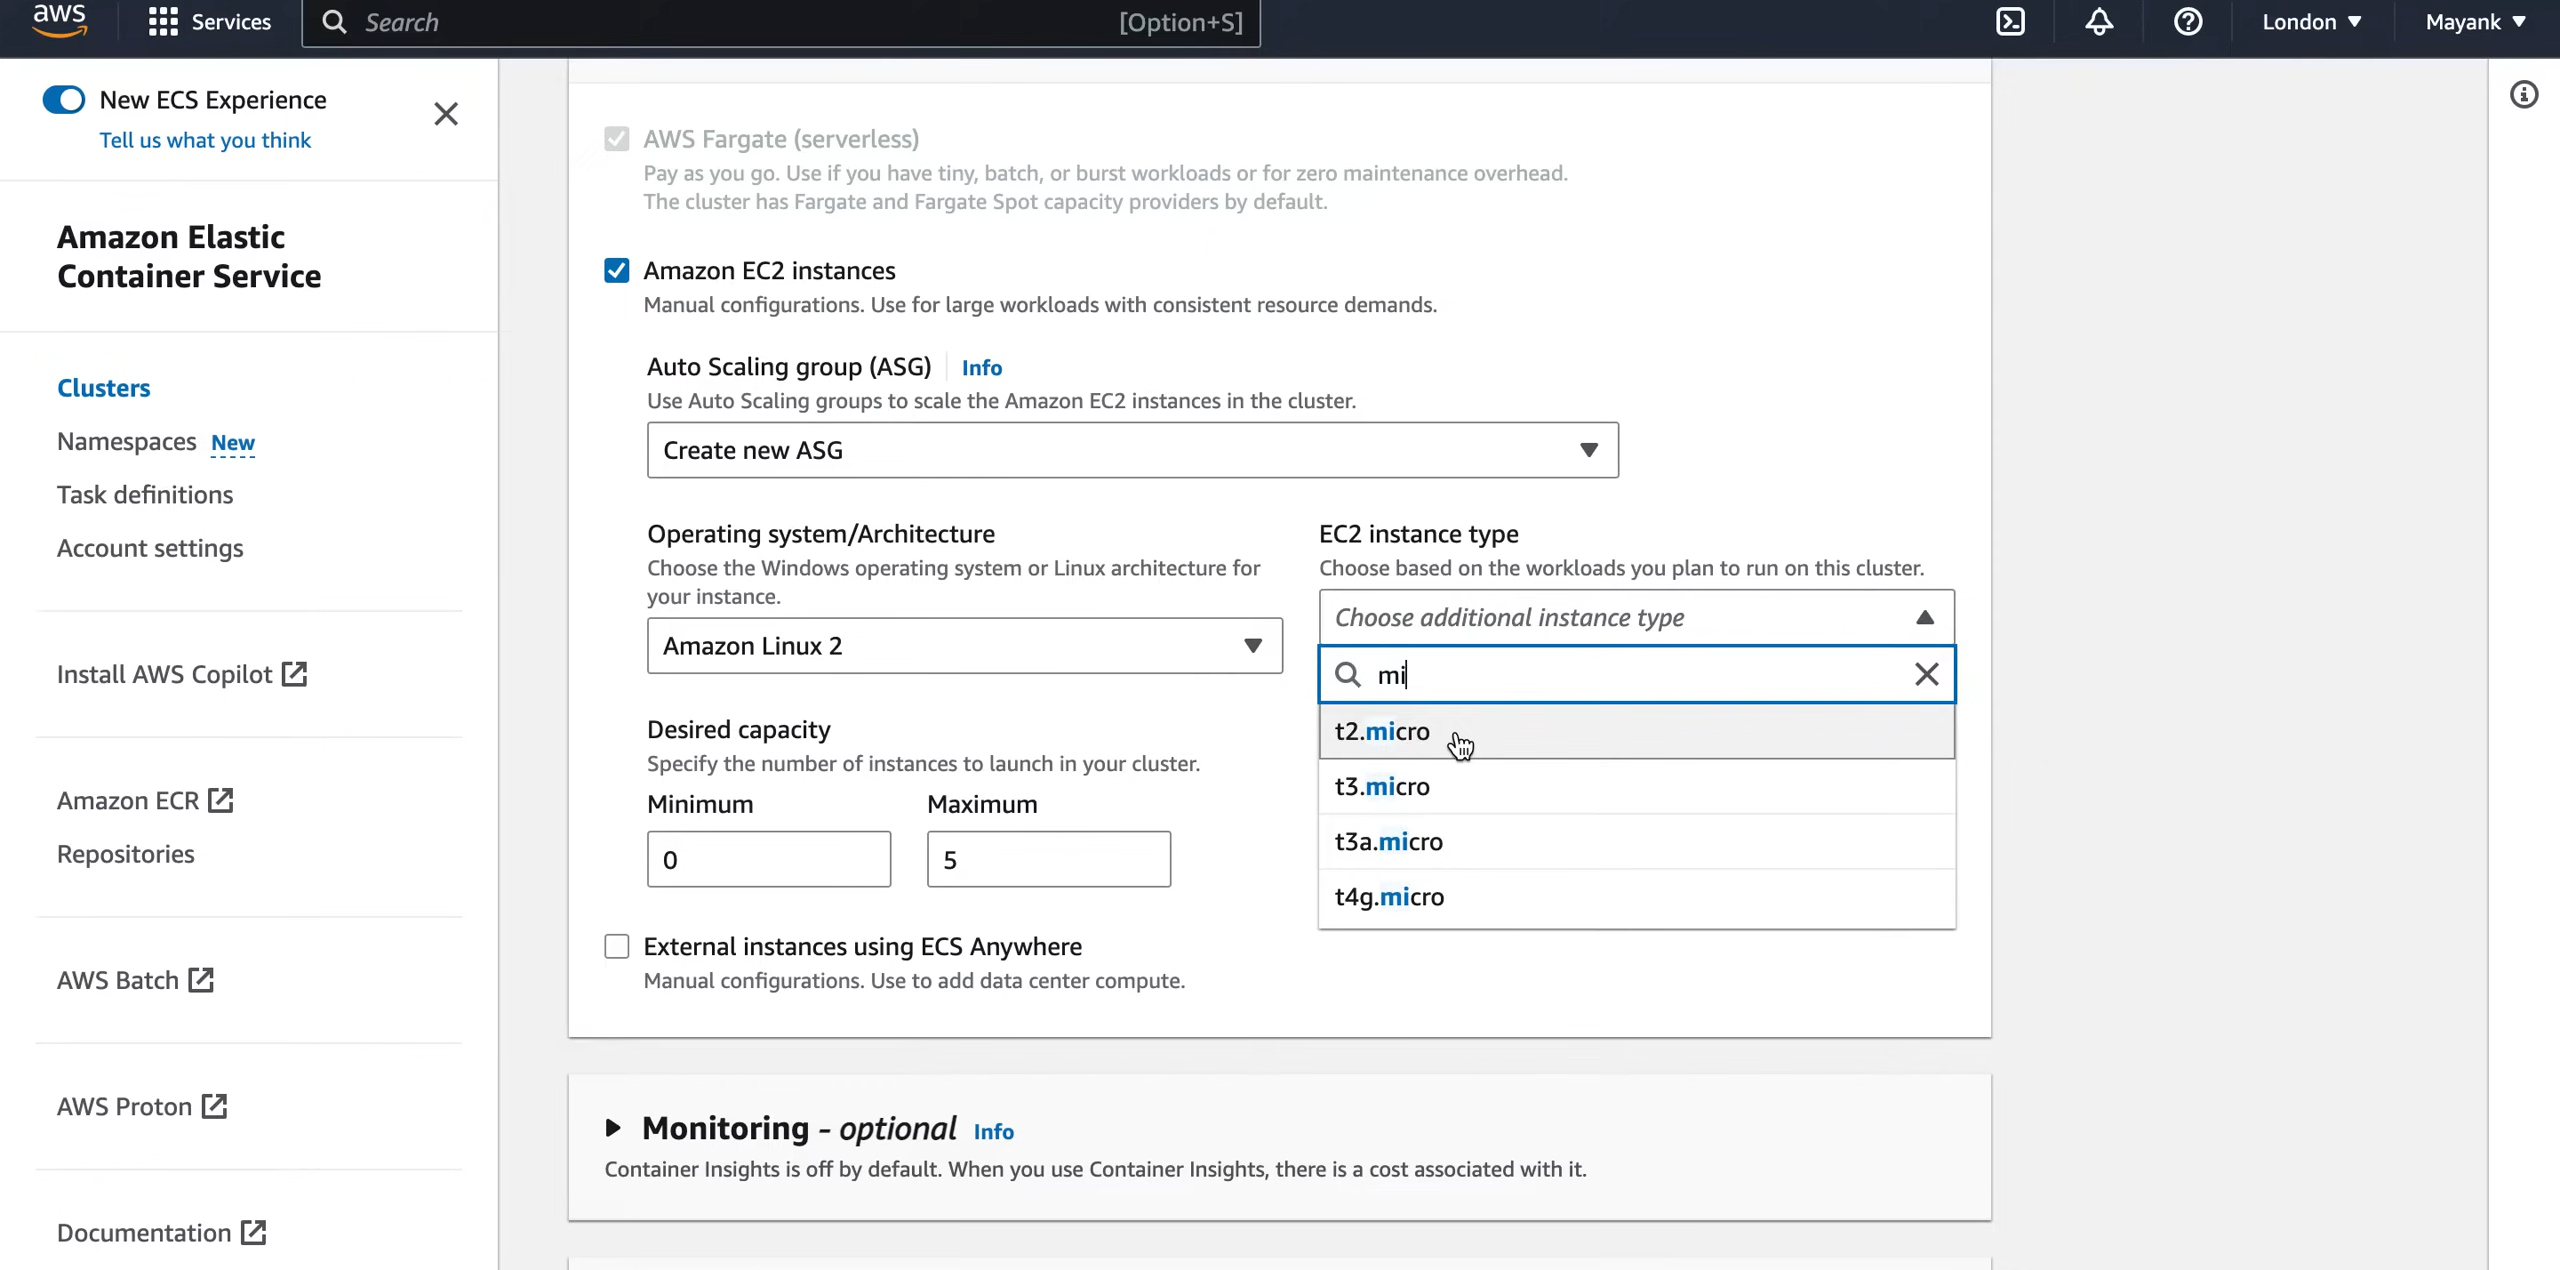 aws
Services
Search
[Option+S]
London
Mayank
New ECS Experience
Tell us what you think
Amazon Elastic
Container Service
Clusters
Namespaces New
Task definitions
Account settings
Install AWS Copilot
Amazon ECR
Repositories
AWS Batch
AWS Proton
Documentation
AWS Fargate (serverless)
Pay as you go. Use if you have tiny, batch, or burst workloads or for zero maintenance overhead.
The cluster has Fargate and Fargate Spot capacity providers by default.
Amazon EC2 instances
Manual configurations. Use for large workloads with consistent resource demands.
Auto Scaling group (ASG) Info
Use Auto Scaling groups to scale the Amazon EC2 instances in the cluster.
Create new ASG
Operating system/Architecture
Choose the Windows operating system or Linux architecture for
your instance.
Amazon Linux 2
EC2 instance type
Choose based on the workloads you plan to run on this cluster.
Choose additional instance type
mi
t2.micro
t3.micro
t3a.micro
t4g.micro
Desired capacity
Specify the number of instances to launch in your cluster.
Minimum
Maximum
0
5
External instances using ECS Anywhere
Manual configurations. Use to add data center compute.
Monitoring - optional Info
Container Insights is off by default. When you use Container Insights, there is a cost associated with it.